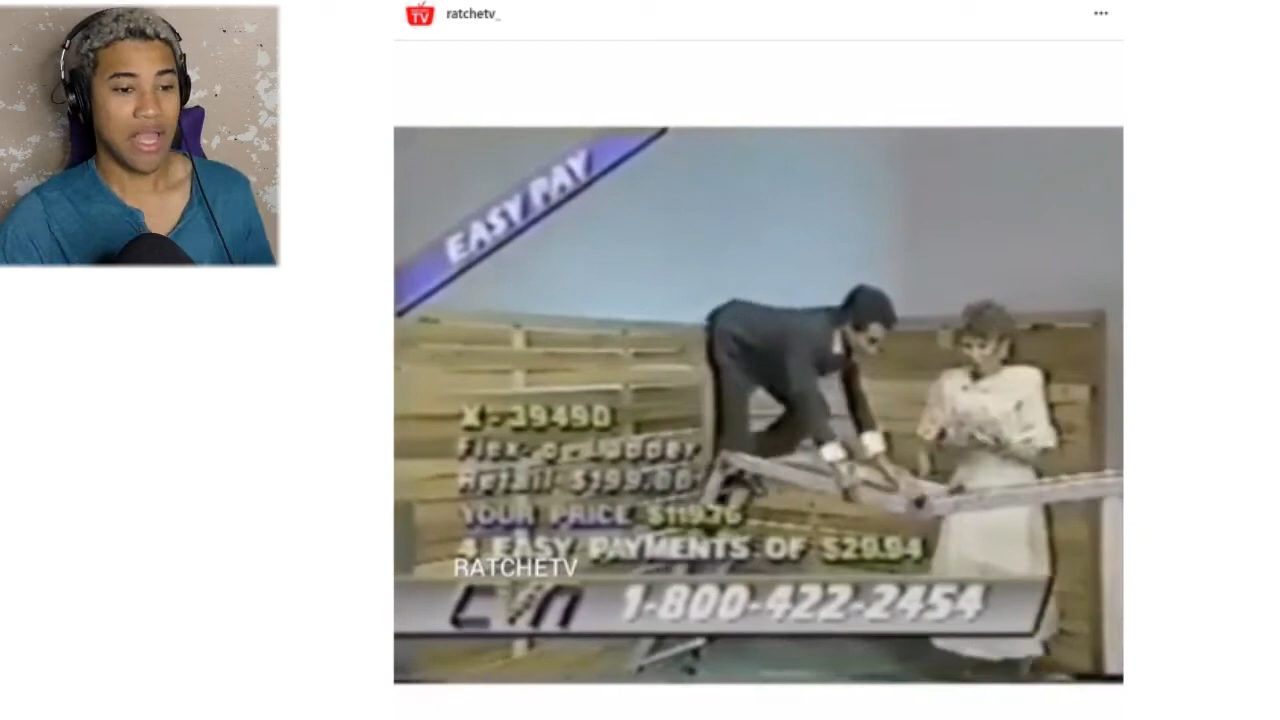 TV
ratchetv_
EASY PAY
X-39490
Flex-a-Ladder
Retail $199.00
YOUR PRICE $119.76
4 EASY PAYMENTS OF $29.94
RATCHETV
CVN 1-800-422-2454